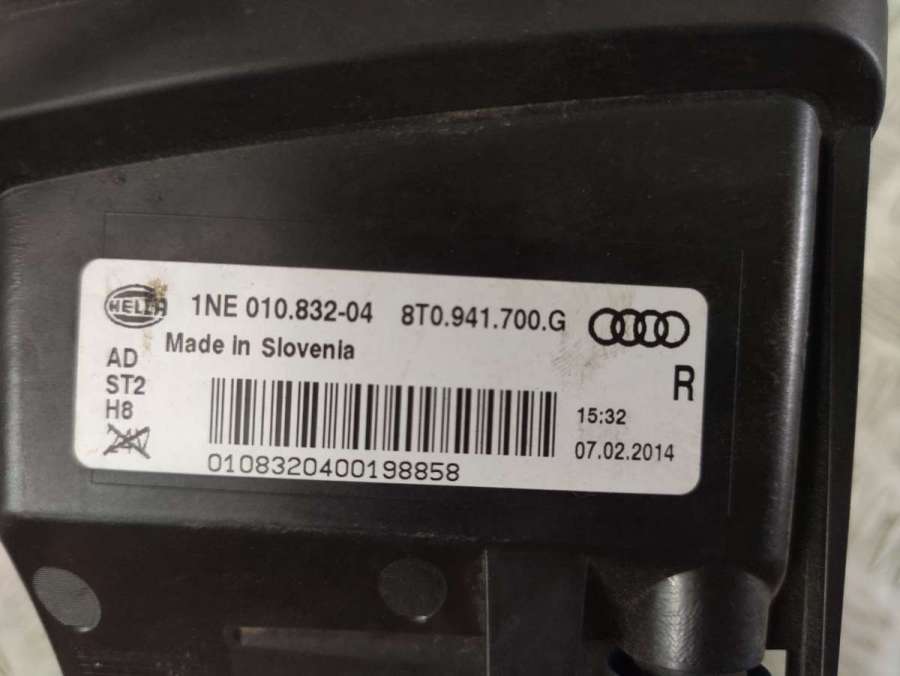 HELLA 1NE 010.832-04 8T0.941.700.G
Made in Slovenia
AD
ST2
H8
24V
R
15:32
07.02.2014
0108320400198858